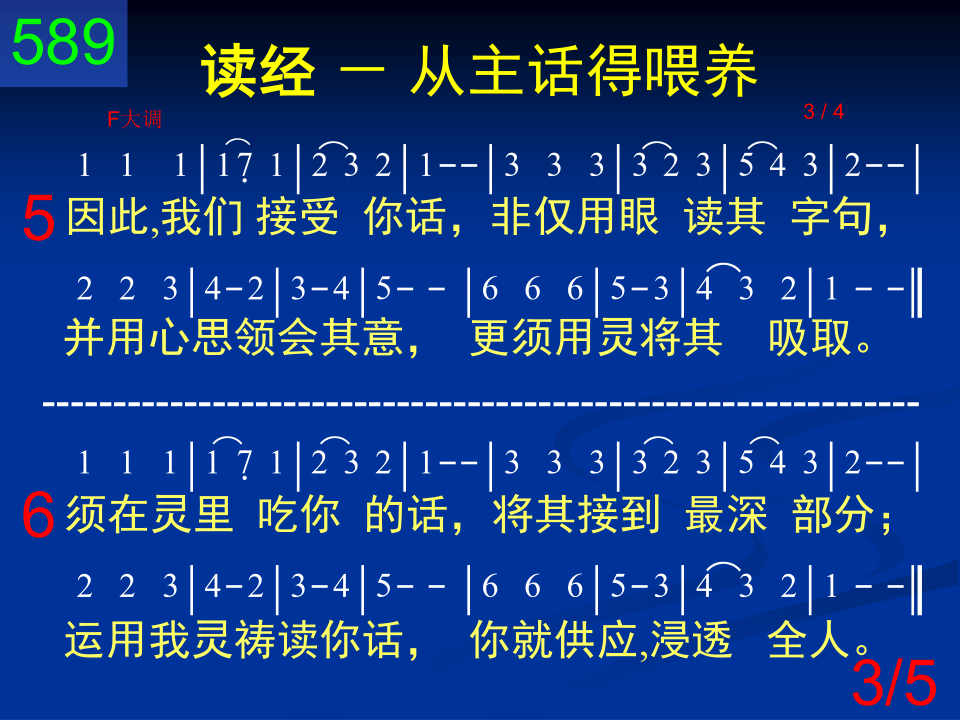 589
读经 － 从主话得喂养
F大调
3 / 4
1 1 1|1 7̣ 1|2 3 2|1--|3 3 3|3 2 3|5 4 3|2--|
5 因此,我们 接受 你话，非仅用眼 读其 字句，
2 2 3|4-2|3-4|5--|6 6 6|5-3|4 3 2|1 --‖
并用心思领会其意， 更须用灵将其 吸取。
--------------------------------------------------------------
1 1 1|1 7̣ 1|2 3 2|1--|3 3 3|3 2 3|5 4 3|2--|
6 须在灵里 吃你 的话，将其接到 最深 部分；
2 2 3|4-2|3-4|5--|6 6 6|5-3|4 3 2|1 --‖
运用我灵祷读你话， 你就供应,浸透 全人。
3/5